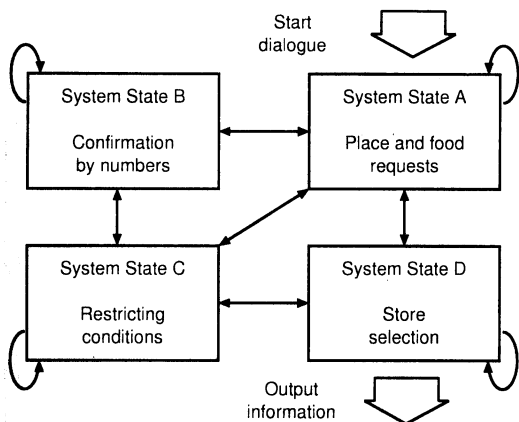 Start
dialogue
System State B
Confirmation
by numbers
System State A
Place and food
requests
System State C
Restricting
conditions
System State D
Store
selection
Output
information